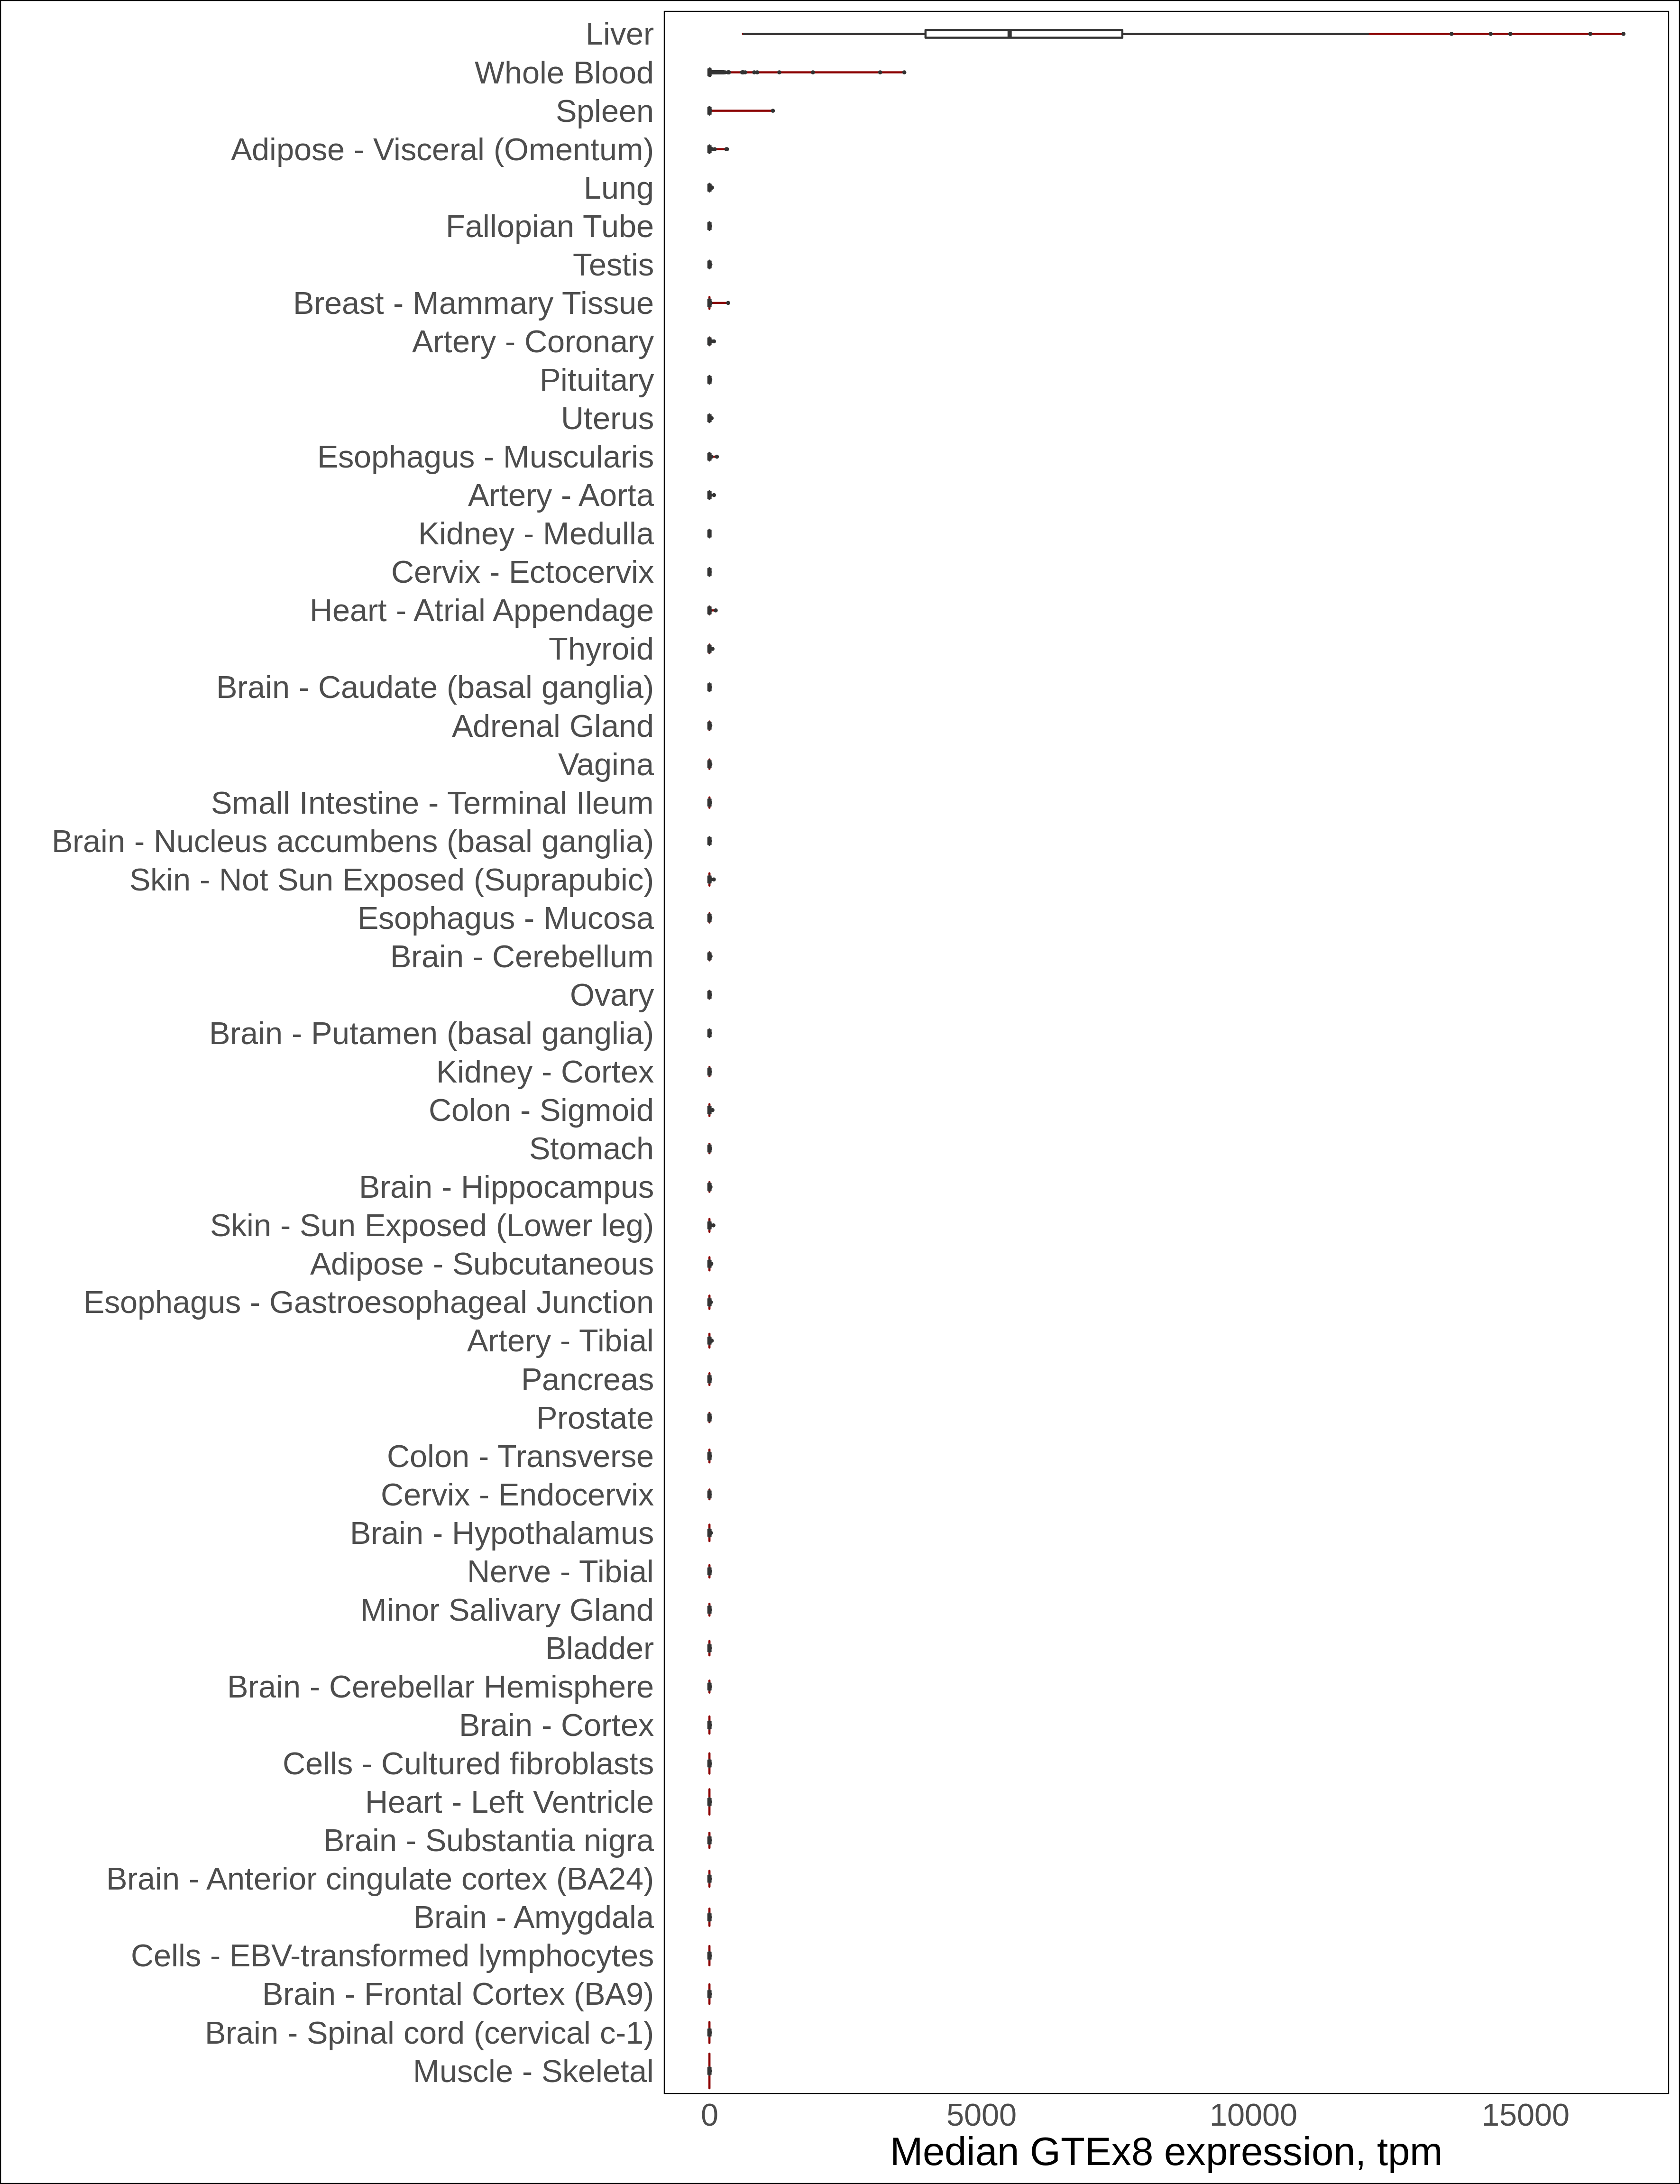 Liver
Whole Blood
Spleen
Adipose - Visceral (Omentum)
Lung
Fallopian Tube
Testis
Breast - Mammary Tissue
Artery - Coronary
Pituitary
Uterus
Esophagus - Muscularis
Artery - Aorta
Kidney - Medulla
Cervix - Ectocervix
Heart - Atrial Appendage
Thyroid
Brain - Caudate (basal ganglia)
Adrenal Gland
Vagina
Small Intestine - Terminal Ileum
Brain - Nucleus accumbens (basal ganglia)
Skin - Not Sun Exposed (Suprapubic)
Esophagus - Mucosa
Brain - Cerebellum
Ovary
Brain - Putamen (basal ganglia)
Kidney - Cortex
Colon - Sigmoid
Stomach
Brain - Hippocampus
Skin - Sun Exposed (Lower leg)
Adipose - Subcutaneous
Esophagus - Gastroesophageal Junction
Artery - Tibial
Pancreas
Prostate
Colon - Transverse
Cervix - Endocervix
Brain - Hypothalamus
Nerve - Tibial
Minor Salivary Gland
Bladder
Brain - Cerebellar Hemisphere
Brain - Cortex
Cells - Cultured fibroblasts
Heart - Left Ventricle
Brain - Substantia nigra
Brain - Anterior cingulate cortex (BA24)
Brain - Amygdala
Cells - EBV-transformed lymphocytes
Brain - Frontal Cortex (BA9)
Brain - Spinal cord (cervical c-1)
Muscle - Skeletal
0 5000 10000 15000
Median GTEx8 expression, tpm